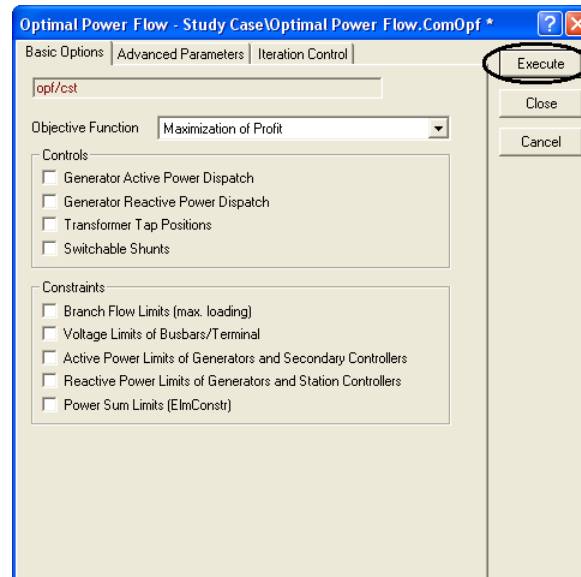 Optimal Power Flow - Study Case\Optimal Power Flow.ComOpf *
Basic Options
Advanced Parameters
Iteration Control
Execute
opf/cst
Close
Objective Function
Maximization of Profit
Cancel
Controls
Generator Active Power Dispatch
Generator Reactive Power Dispatch
Transformer Tap Positions
Switchable Shunts
Constraints
Branch Flow Limits (max. loading)
Voltage Limits of Busbars/Terminal
Active Power Limits of Generators and Secondary Controllers
Reactive Power Limits of Generators and Station Controllers
Power Sum Limits (ElmConstr)